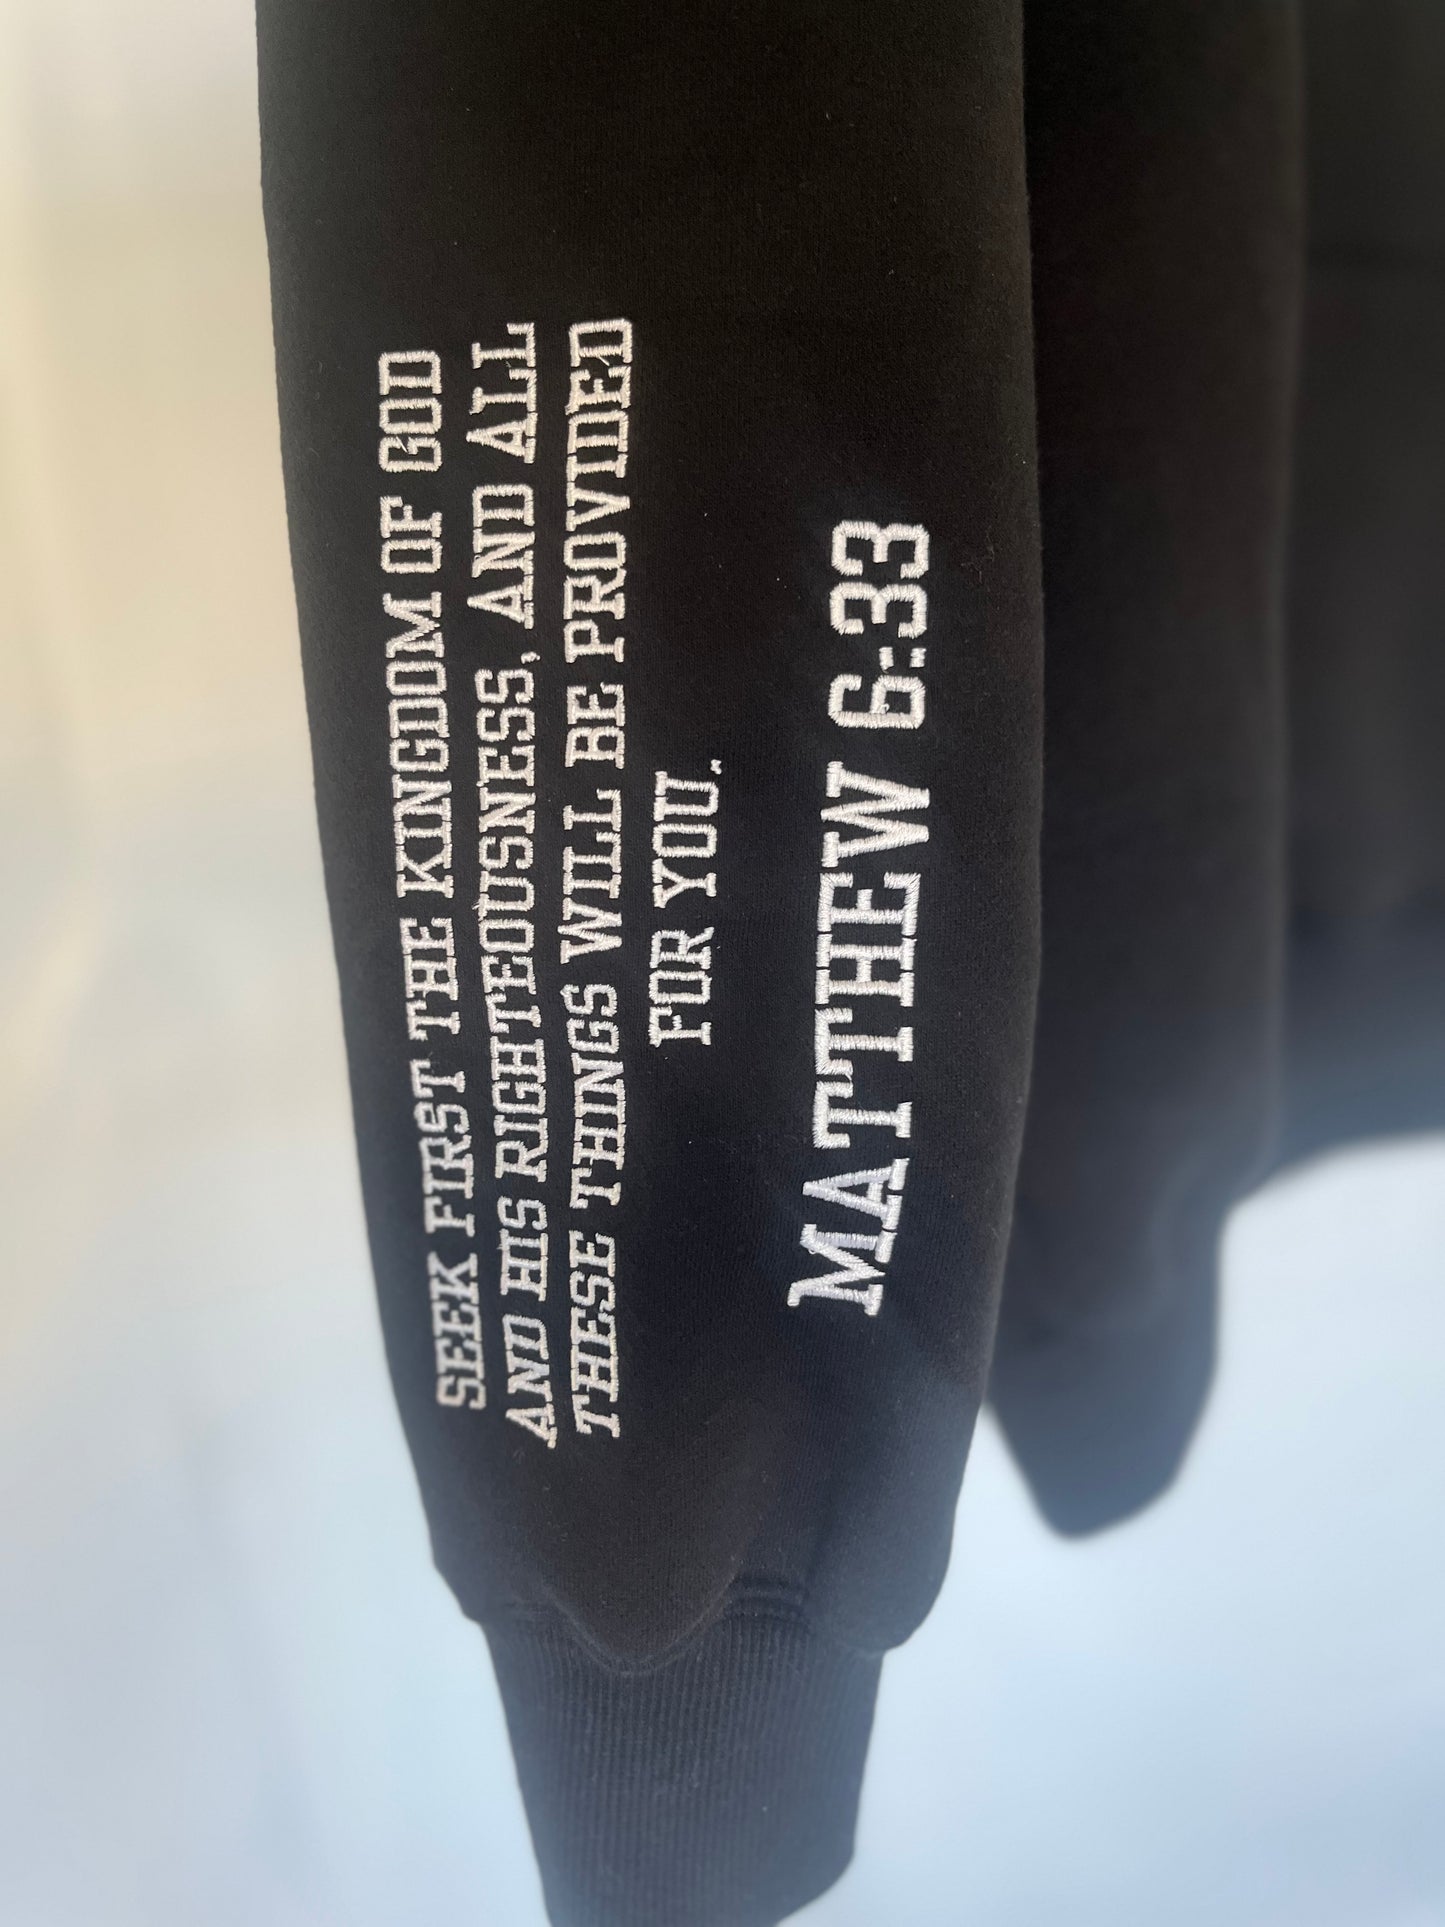 SEEK FIRST THE KINGDOM OF GOD
AND HIS RIGHTEOUSNESS, AND ALL
THESE THINGS WILL BE PROVIDED
FOR YOU.
MATTHEW 6:33